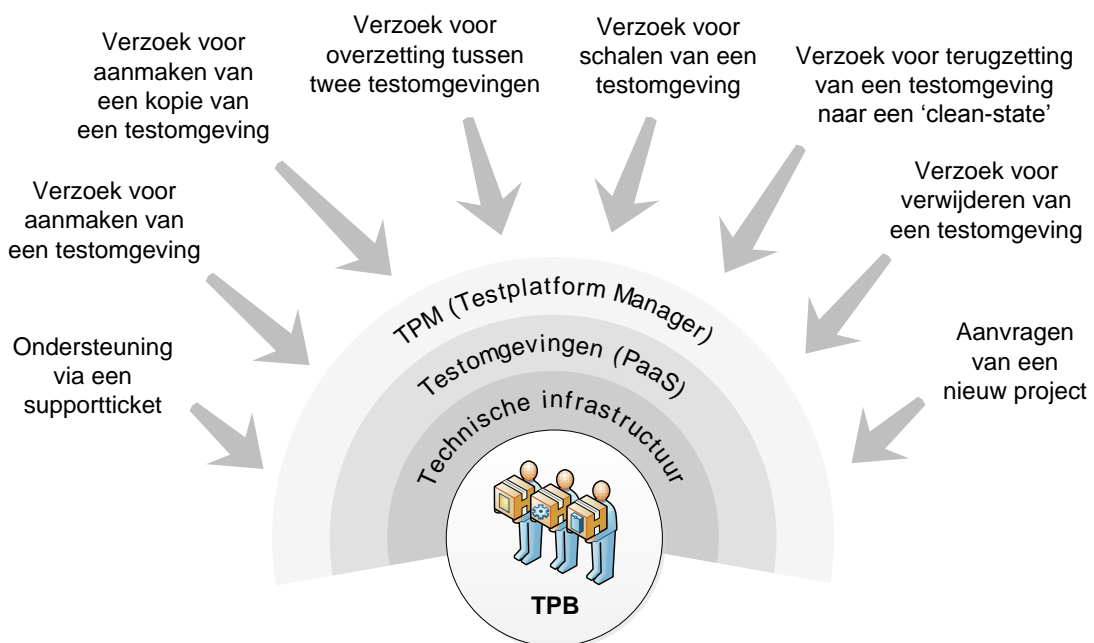 Ondersteuning
via een
supportticket
Verzoek voor
aanmaken van
een testomgeving
Verzoek voor
aanmaken van
een kopie van
een testomgeving
Verzoek voor
overzetting tussen
twee testomgevingen
Verzoek voor
schalen van een
testomgeving
Verzoek voor terugzetting
van een testomgeving
naar een ‘clean-state’
Verzoek voor
verwijderen van
een testomgeving
Aanvragen
van een
nieuw project
TPM (Testplatform Manager)
Testomgevingen (PaaS)
Technische infrastructuur
TPB